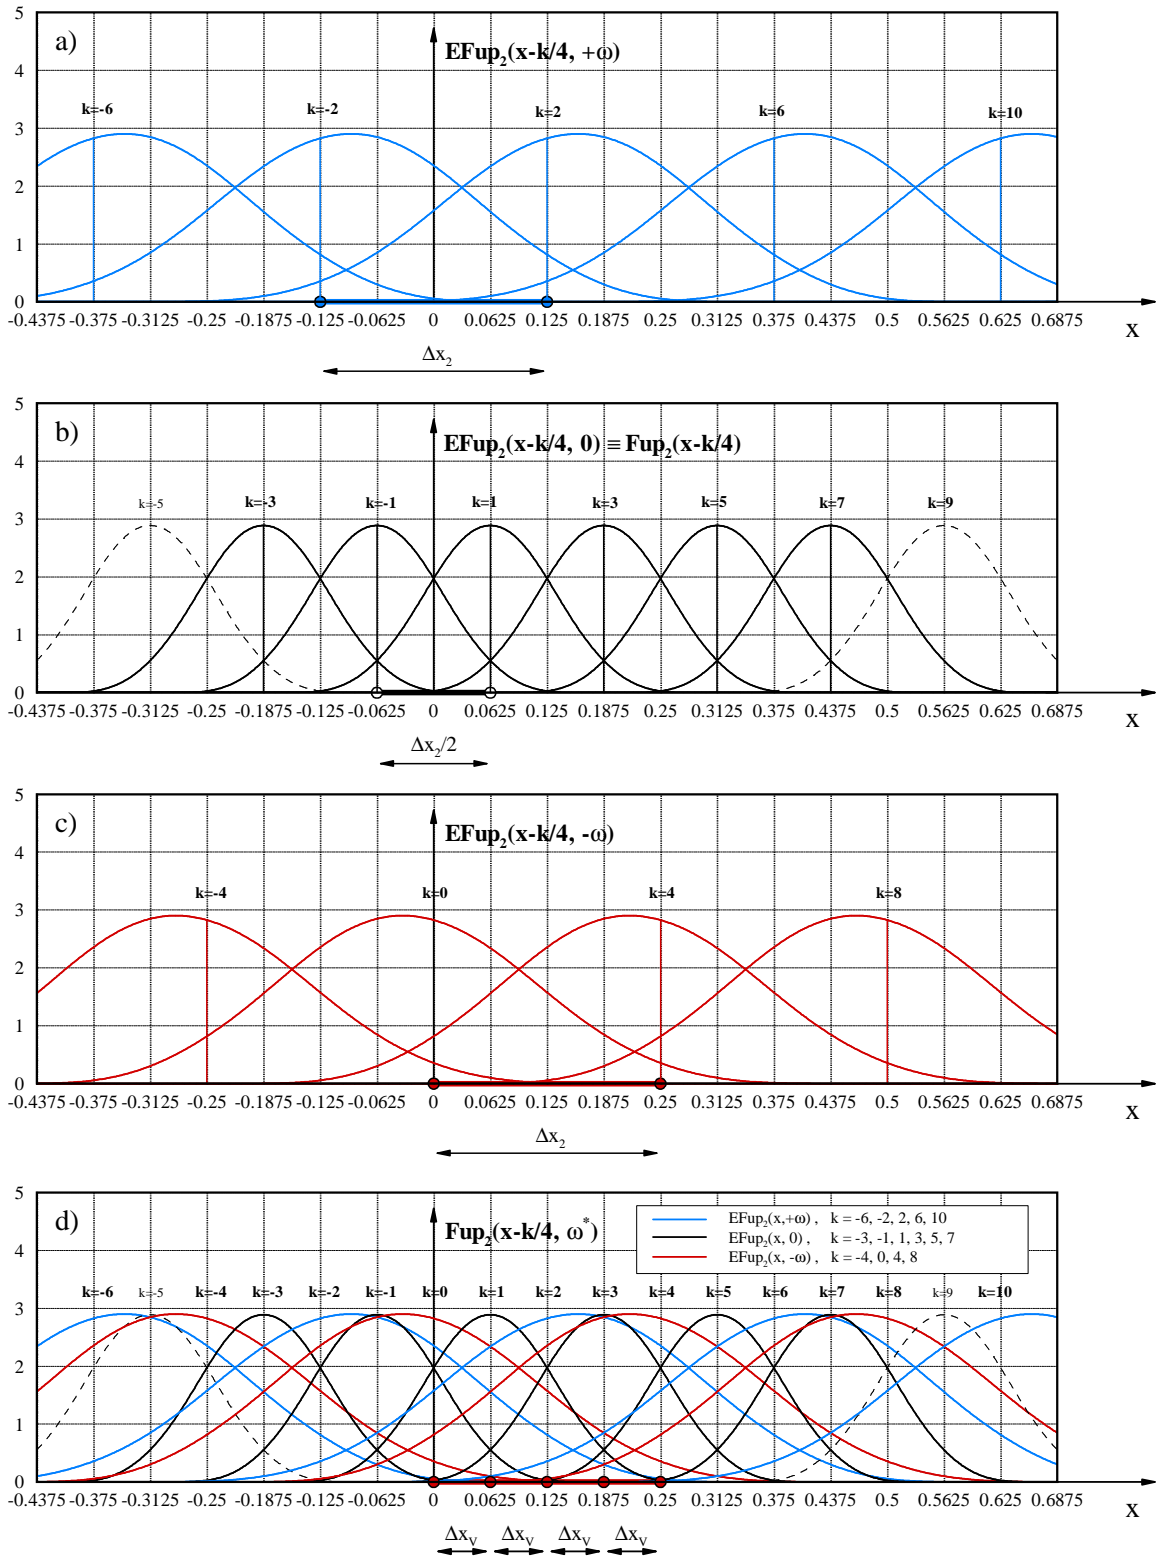 5
a)
EFup₂(x-k/4, +ω)
4
k=-6 k=-2 k=2 k=6 k=10
3
2
1
0
-0.4375 -0.375 -0.3125 -0.25 -0.1875 -0.125 -0.0625 0 0.0625 0.125 0.1875 0.25 0.3125 0.375 0.4375 0.5 0.5625 0.625 0.6875
x
Δx₂
5
b)
EFup₂(x-k/4, 0) ≡ Fup₂(x-k/4)
4
k=-5 k=-3 k=-1 k=1 k=3 k=5 k=7 k=9
3
2
1
0
-0.4375 -0.375 -0.3125 -0.25 -0.1875 -0.125 -0.0625 0 0.0625 0.125 0.1875 0.25 0.3125 0.375 0.4375 0.5 0.5625 0.625 0.6875
x
Δx₂/2
5
c)
EFup₂(x-k/4, -ω)
4
k=-4 k=0 k=4 k=8
3
2
1
0
-0.4375 -0.375 -0.3125 -0.25 -0.1875 -0.125 -0.0625 0 0.0625 0.125 0.1875 0.25 0.3125 0.375 0.4375 0.5 0.5625 0.625 0.6875
x
Δx₂
5
d)
Fup₂(x-k/4, ω*)
EFup₂(x,+ω) , k = -6, -2, 2, 6, 10
EFup₂(x, 0) , k = -3, -1, 1, 3, 5, 7
EFup₂(x, -ω) , k = -4, 0, 4, 8
4
k=-6 k=-5 k=-4 k=-3 k=-2 k=-1 k=0 k=1 k=2 k=3 k=4 k=5 k=6 k=7 k=8 k=9 k=10
3
2
1
0
-0.4375 -0.375 -0.3125 -0.25 -0.1875 -0.125 -0.0625 0 0.0625 0.125 0.1875 0.25 0.3125 0.375 0.4375 0.5 0.5625 0.625 0.6875
x
Δx_V Δx_V Δx_V Δx_V